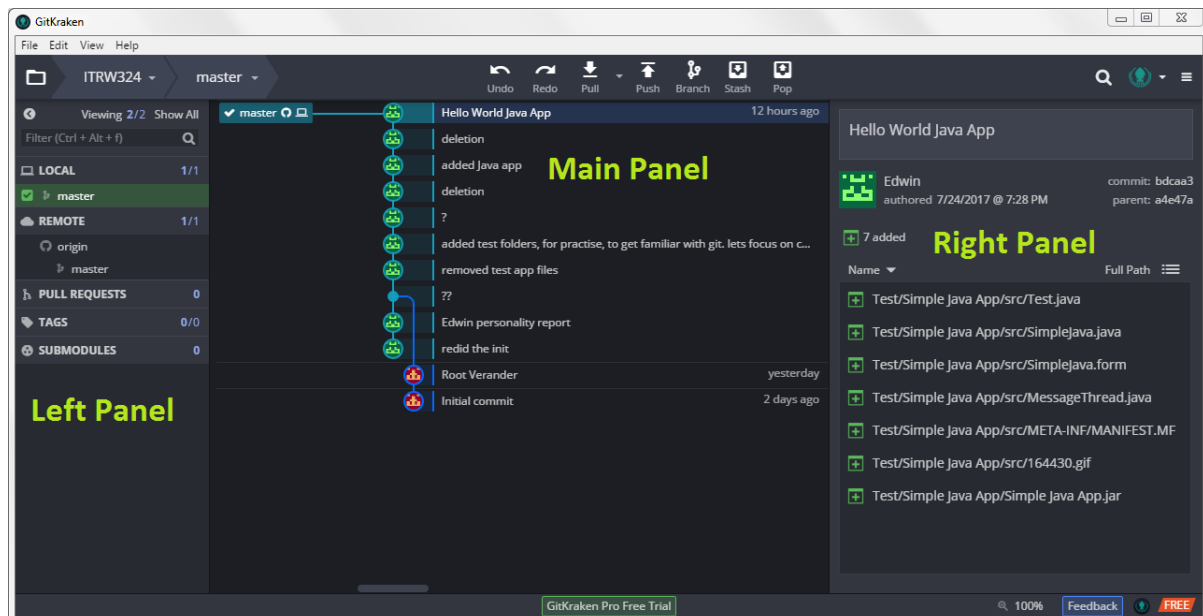 GitKraken
File Edit View Help
ITRW324 master
Undo Redo Pull Push Branch Stash Pop
Viewing 2/2 Show All
Filter (Ctrl + Alt + f)
LOCAL 1/1
master
REMOTE 1/1
origin
master
PULL REQUESTS 0
TAGS 0/0
SUBMODULES 0
Left Panel
master
Hello World Java App 12 hours ago
deletion
added Java app
deletion
?
added test folders, for practise, to get familiar with git. lets focus on c...
removed test app files
??
Edwin personality report
redid the init
Root Verander yesterday
Initial commit 2 days ago
Main Panel
Hello World Java App
Edwin commit: bdcaa3
authored 7/24/2017 @ 7:28 PM parent: a4e47a
7 added
Right Panel
Name Full Path
Test/Simple Java App/src/Test.java
Test/Simple Java App/src/SimpleJava.java
Test/Simple Java App/src/SimpleJava.form
Test/Simple Java App/src/MessageThread.java
Test/Simple Java App/src/META-INF/MANIFEST.MF
Test/Simple Java App/src/164430.gif
Test/Simple Java App/Simple Java App.jar
GitKraken Pro Free Trial
100% Feedback FREE